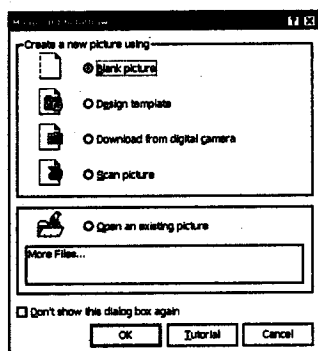 Create a new picture using
Blank picture
Design template
Download from digital camera
Scan picture
Open an existing picture
More Files...
Don't show this dialog box again
OK Tutorial Cancel